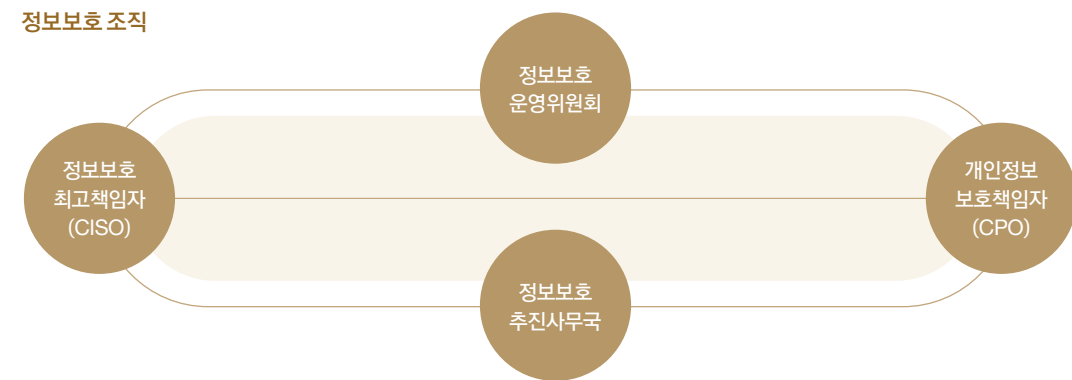 정보보호 조직
정보보호
운영위원회
정보보호
최고책임자
(CISO)
개인정보
보호책임자
(CPO)
정보보호
추진사무국